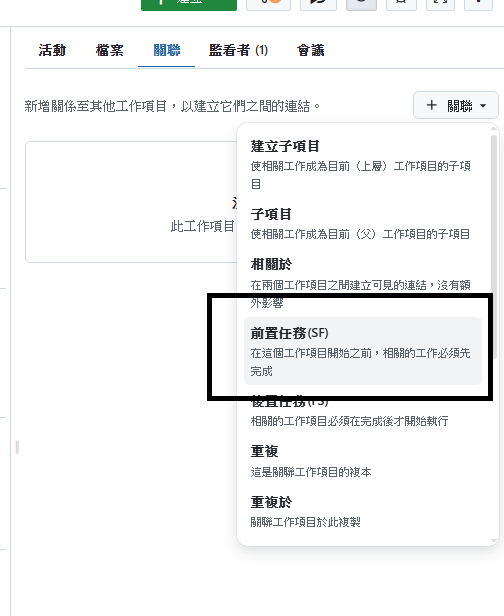 活動 檔案 關聯 監看者 (1) 會議
新增關係至其他工作項目，以建立它們之間的連結。
＋ 關聯
此工作項目
建立子項目
使相關工作成為目前（上層）工作項目的子項
目
子項目
使相關工作成為目前（父）工作項目的子項目
相關於
在兩個工作項目之間建立可見的連結，沒有額
外影響
前置任務(SF)
在這個工作項目開始之前，相關的工作必須先
完成
後置任務(FS)
相關的工作項目必須在完成後才開始執行
重複
這是關聯工作項目的複本
重複於
關聯工作項目於此複製